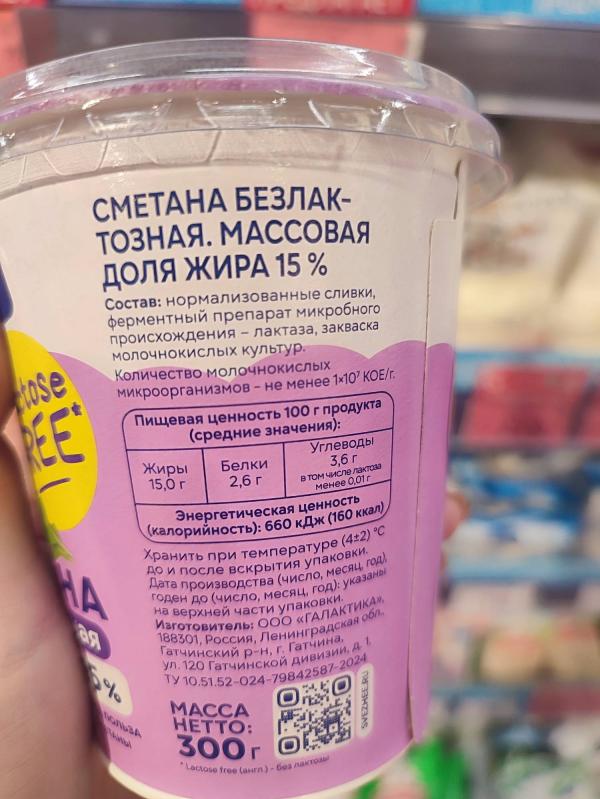 СМЕТАНА БЕЗЛАК-
ТОЗНАЯ. МАССОВАЯ
ДОЛЯ ЖИРА 15 %
Состав: нормализованные сливки,
ферментный препарат микробного
происхождения – лактаза, закваска
молочнокислых культур.
Количество молочнокислых
микроорганизмов – не менее 1×10⁷ КОЕ/г.
Пищевая ценность 100 г продукта
(средние значения):
Жиры
15,0 г
Белки
2,6 г
Углеводы
3,6 г
в том числе лактоза
менее 0,01 г
Энергетическая ценность
(калорийность): 660 кДж (160 ккал)
Хранить при температуре (4±2) °C
до и после вскрытия упаковки.
Дата производства (число, месяц, год),
годен до (число, месяц, год): указаны
на верхней части упаковки.
Изготовитель: ООО «ГАЛАКТИКА»,
188301, Россия, Ленинградская обл.,
Гатчинский р-н, г. Гатчина,
ул. 120 Гатчинской дивизии, д. 1.
ТУ 10.51.52-024-79842587-2024
МАССА
НЕТТО:
300 г
SVEZHEE.RU
* Lactose free (англ.) - без лактозы